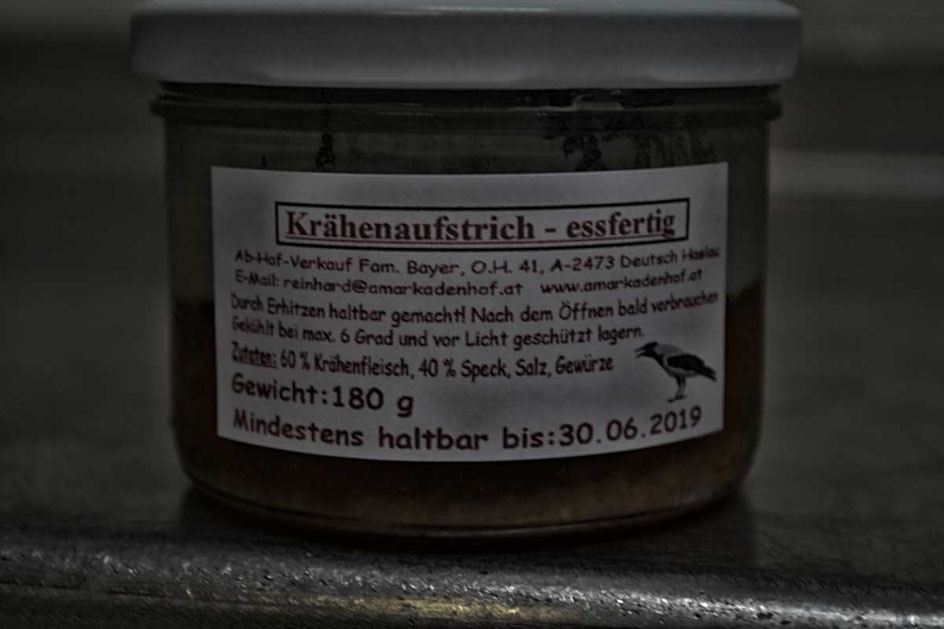 Krähenaufstrich - essfertig
Ab-Hof-Verkauf Fam. Bayer, O.H. 41, A-2473 Deutsch Haslau
E-Mail: reinhard@amarkadenhof.at www.amarkadenhof.at
Durch Erhitzen haltbar gemacht! Nach dem Öffnen bald verbrauchen
Gekühlt bei max. 6 Grad und vor Licht geschützt lagern.
Zutaten: 60 % Krähenfleisch, 40 % Speck, Salz, Gewürze
Gewicht:180 g
Mindestens haltbar bis:30.06.2019